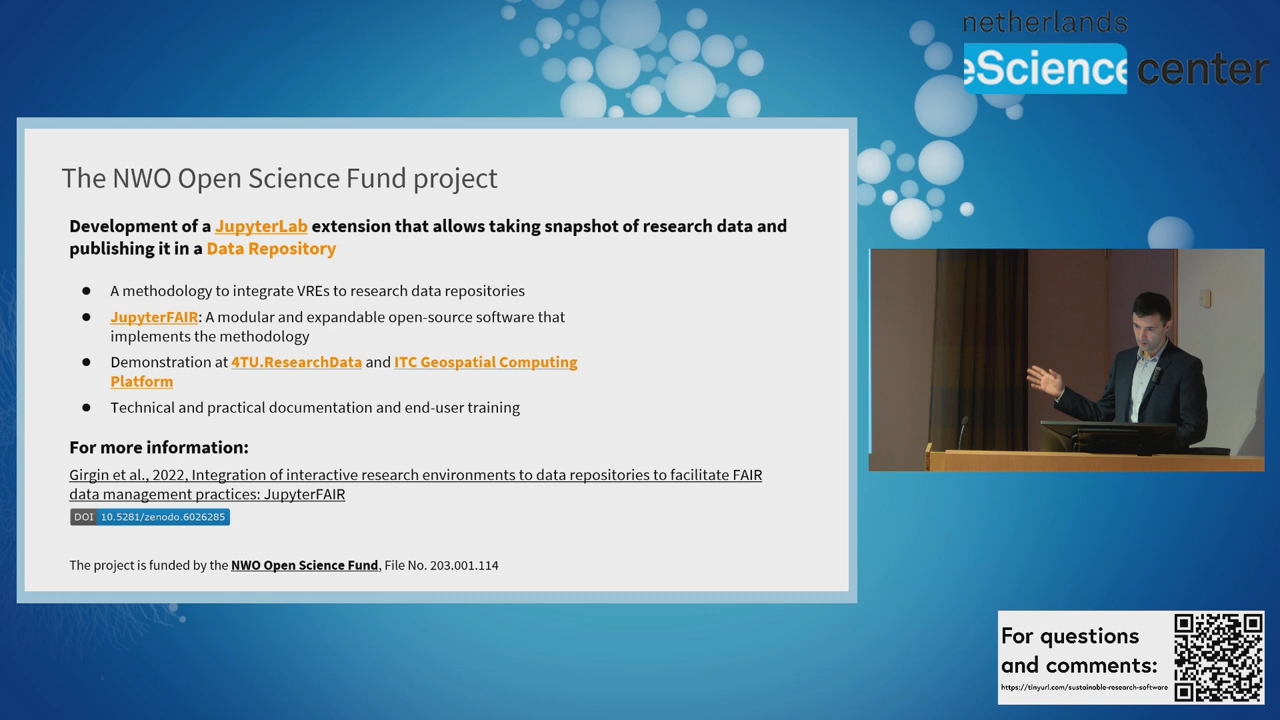 netherlands
eScience center
The NWO Open Science Fund project
Development of a JupyterLab extension that allows taking snapshot of research data and
publishing it in a Data Repository
● A methodology to integrate VREs to research data repositories
● JupyterFAIR: A modular and expandable open-source software that
implements the methodology
● Demonstration at 4TU.ResearchData and ITC Geospatial Computing
Platform
● Technical and practical documentation and end-user training
For more information:
Girgin et al., 2022, Integration of interactive research environments to data repositories to facilitate FAIR
data management practices: JupyterFAIR
DOI 10.5281/zenodo.6026285
The project is funded by the NWO Open Science Fund, File No. 203.001.114
For questions
and comments:
https://tinyurl.com/sustainable-research-software